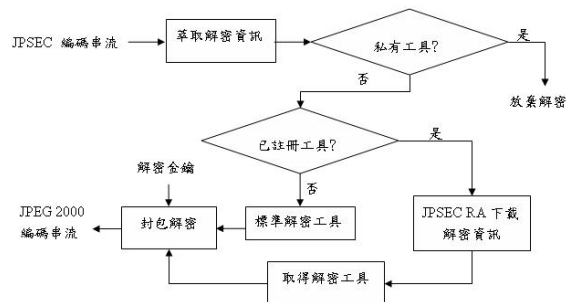 JPSEC 編碼串流
萃取解密資訊
私有工具?
是
放棄解密
否
已註冊工具?
是
解密金鑰
否
JPEG 2000
編碼串流
封包解密
標準解密工具
JPSEC RA 下載
解密資訊
取得解密工具